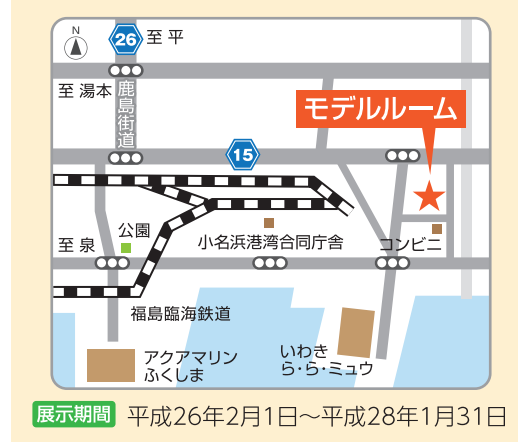 N
26 至 平
至 湯本
鹿島街道
モデルルーム
15
公園
至 泉
小名浜港湾合同庁舎
コンビニ
福島臨海鉄道
アクアマリン
ふくしま
いわき
ら・ら・ミュウ
展示期間 平成26年2月1日～平成28年1月31日